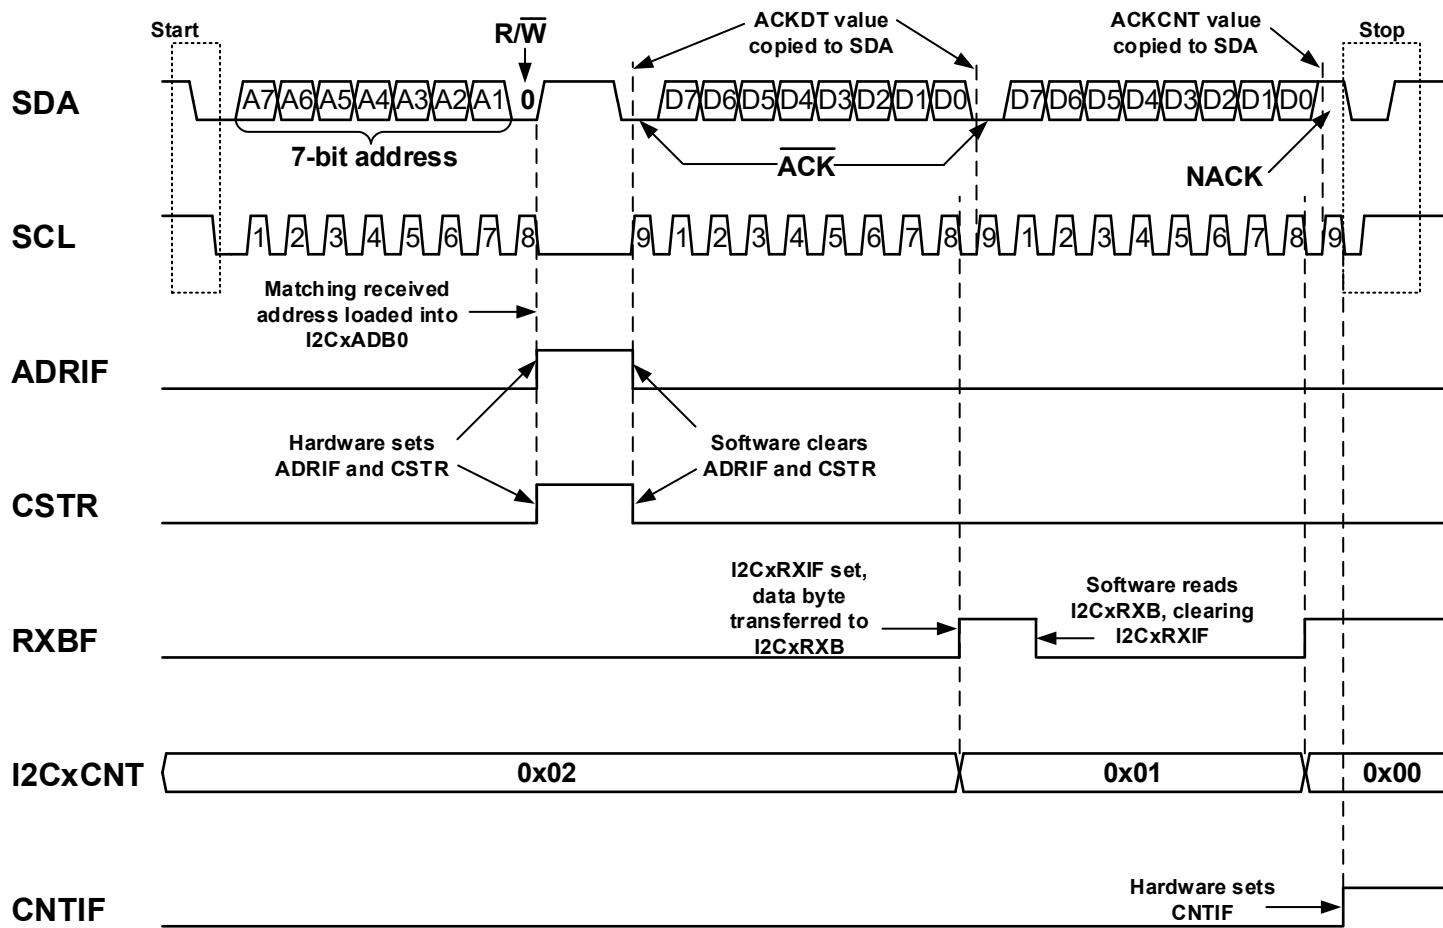 Start
R/W
ACKDT value
copied to SDA
ACKCNT value
copied to SDA
Stop
SDA
A7 A6 A5 A4 A3 A2 A1 0 D7 D6 D5 D4 D3 D2 D1 D0 D7 D6 D5 D4 D3 D2 D1 D0
7-bit address
ACK
NACK
SCL
1 2 3 4 5 6 7 8 9 1 2 3 4 5 6 7 8 9 1 2 3 4 5 6 7 8 9
Matching received
address loaded into
I2CxADB0
ADRIF
Hardware sets
ADRIF and CSTR
Software clears
ADRIF and CSTR
CSTR
I2CxRXIF set,
data byte
transferred to
I2CxRXB
Software reads
I2CxRXB, clearing
I2CxRXIF
RXBF
I2CxCNT
0x02
0x01
0x00
Hardware sets
CNTIF
CNTIF